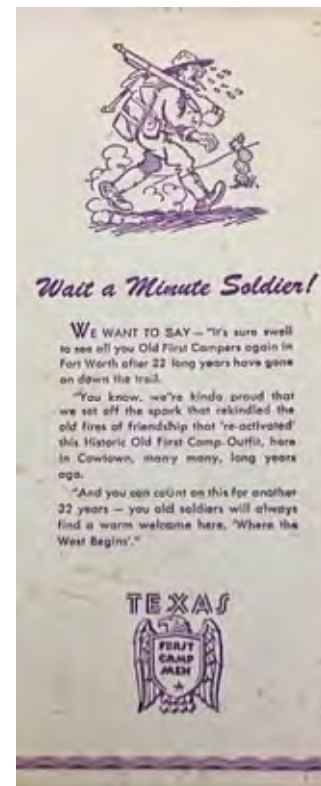 Wait a Minute Soldier!
WE WANT TO SAY — "It's sure swell
to see all you Old First Campers again in
Fort Worth after 22 long years have gone
on down the trail.
"You know, we're kinda proud that
we set off the spark that rekindled the
old fires of friendship that 're-activated'
this Historic Old First Camp Outfit, here
in Cowtown, many many, long years
ago.
"And you can count on this for another
32 years — you old soldiers will always
find a warm welcome here, 'Where the
West Begins'."
TEXAS
FIRST
CAMP
MEN